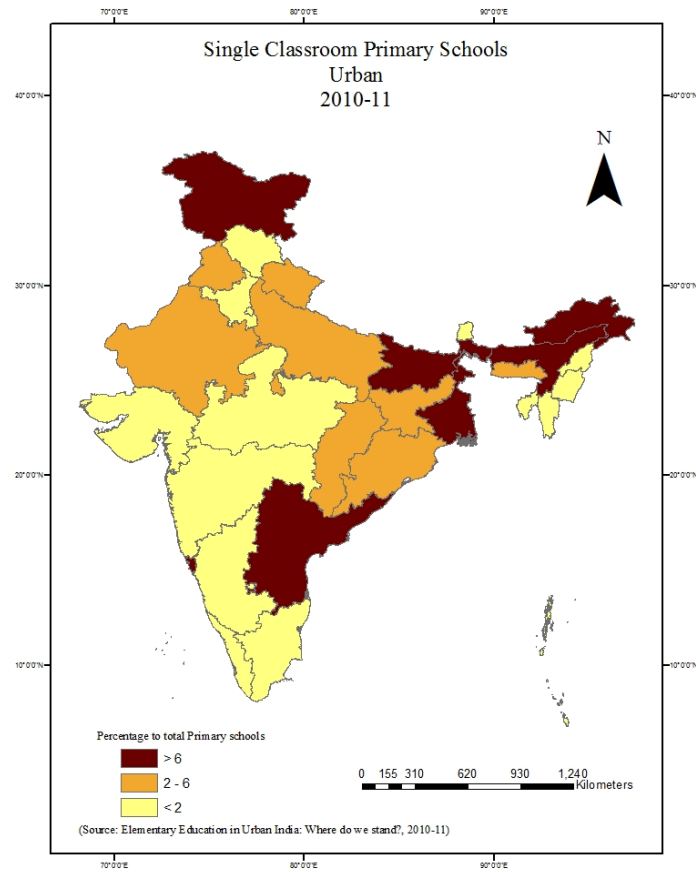 70°0'0"E 80°0'0"E 90°0'0"E
Single Classroom Primary Schools
Urban
2010-11
40°0'0"N 40°0'0"N
N
30°0'0"N 30°0'0"N
20°0'0"N 20°0'0"N
10°0'0"N 10°0'0"N
Percentage to total Primary schools
> 6
2 - 6
< 2
0 155 310 620 930 1,240
Kilometers
(Source: Elementary Education in Urban India: Where do we stand?, 2010-11)
70°0'0"E 80°0'0"E 90°0'0"E